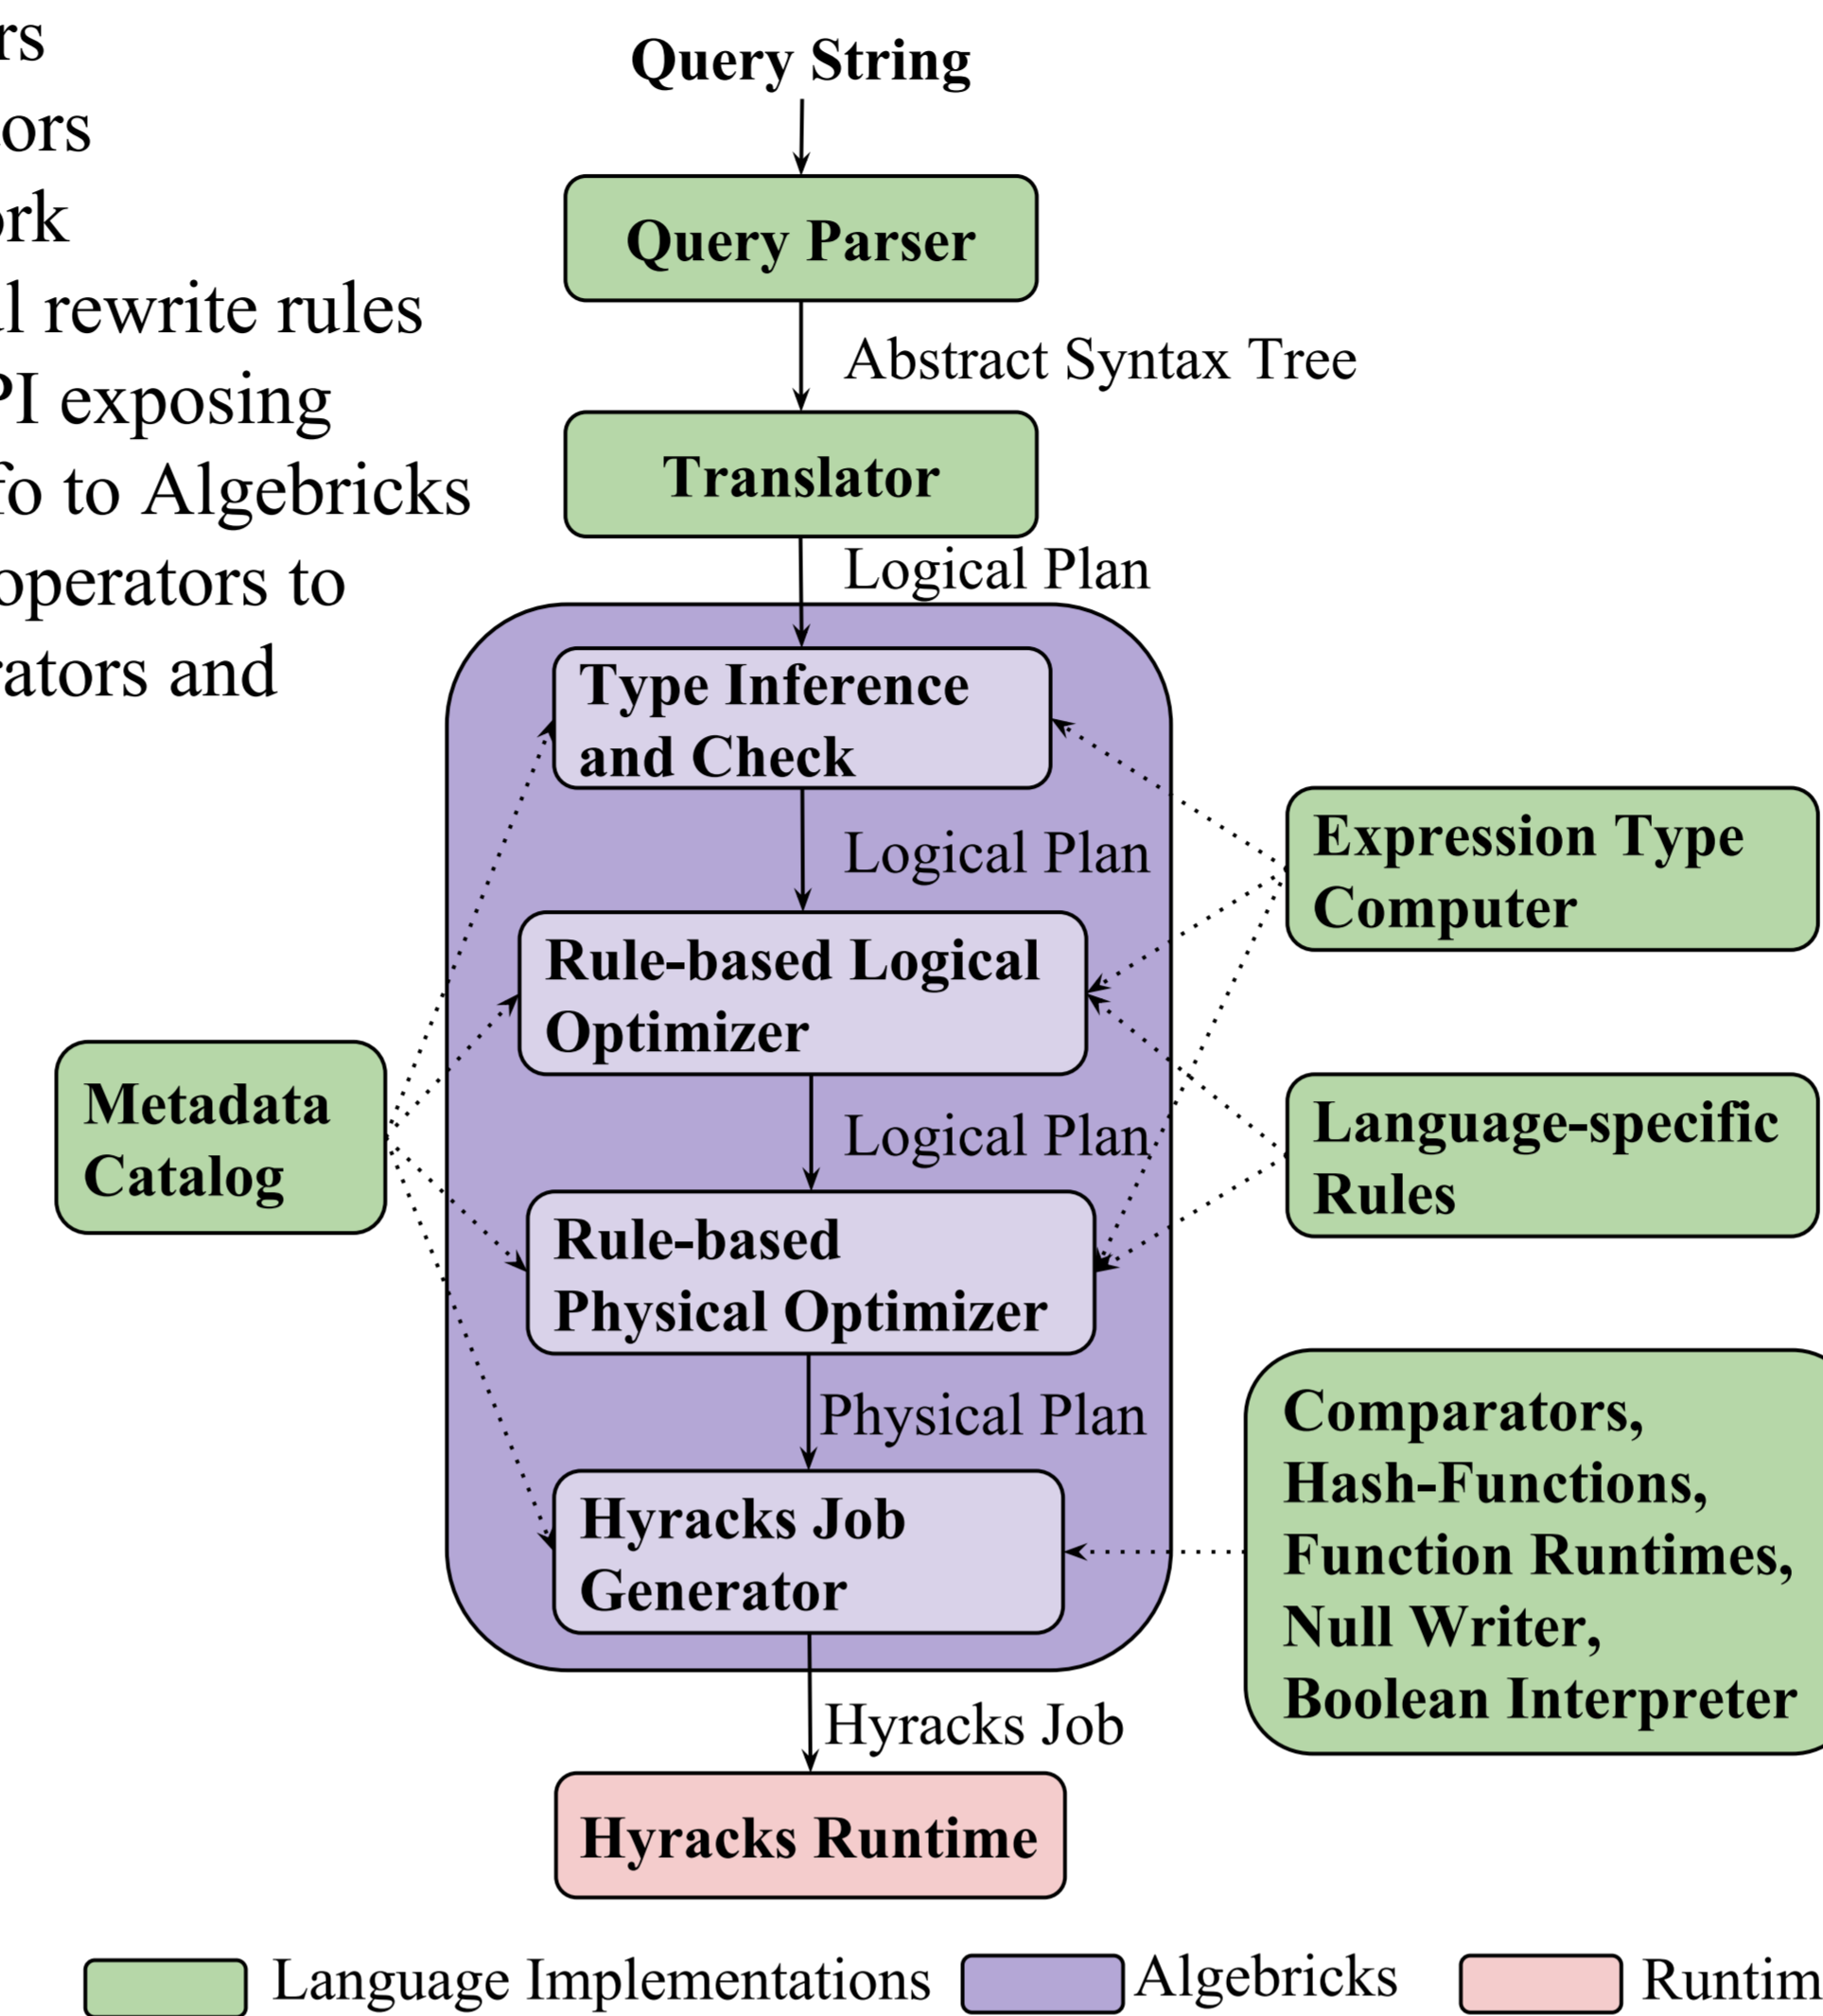 rs
ors
ork
al rewrite rules
PI exposing
fo to Algebricks
operators to
rators and
Query String
Query Parser
Abstract Syntax Tree
Translator
Logical Plan
Type Inference
and Check
Logical Plan
Expression Type
Computer
Rule-based Logical
Optimizer
Metadata
Catalog
Logical Plan
Language-specific
Rules
Rule-based
Physical Optimizer
Physical Plan
Comparators,
Hash-Functions,
Function Runtimes,
Null Writer,
Boolean Interpreter
Hyracks Job
Generator
Hyracks Job
Hyracks Runtime
Language Implementations
Algebricks
Runtim